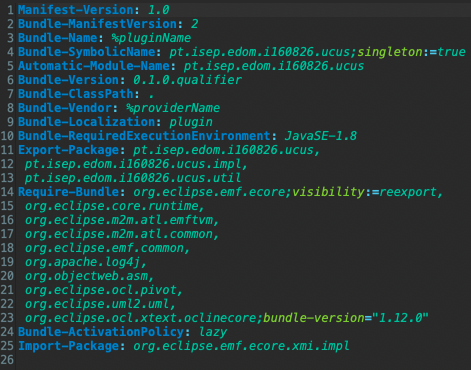 1 Manifest-Version: 1.0
2 Bundle-ManifestVersion: 2
3 Bundle-Name: %pluginName
4 Bundle-SymbolicName: pt.isep.edom.i160826.ucus;singleton:=true
5 Automatic-Module-Name: pt.isep.edom.i160826.ucus
6 Bundle-Version: 0.1.0.qualifier
7 Bundle-ClassPath: .
8 Bundle-Vendor: %providerName
9 Bundle-Localization: plugin
10 Bundle-RequiredExecutionEnvironment: JavaSE-1.8
11 Export-Package: pt.isep.edom.i160826.ucus,
12 pt.isep.edom.i160826.ucus.impl,
13 pt.isep.edom.i160826.ucus.util
14 Require-Bundle: org.eclipse.emf.ecore;visibility:=reexport,
15 org.eclipse.core.runtime,
16 org.eclipse.m2m.atl.emftvm,
17 org.eclipse.m2m.atl.common,
18 org.eclipse.emf.common,
19 org.apache.log4j,
20 org.objectweb.asm,
21 org.eclipse.ocl.pivot,
22 org.eclipse.uml2.uml,
23 org.eclipse.ocl.xtext.oclinecore;bundle-version="1.12.0"
24 Bundle-ActivationPolicy: lazy
25 Import-Package: org.eclipse.emf.ecore.xmi.impl
26